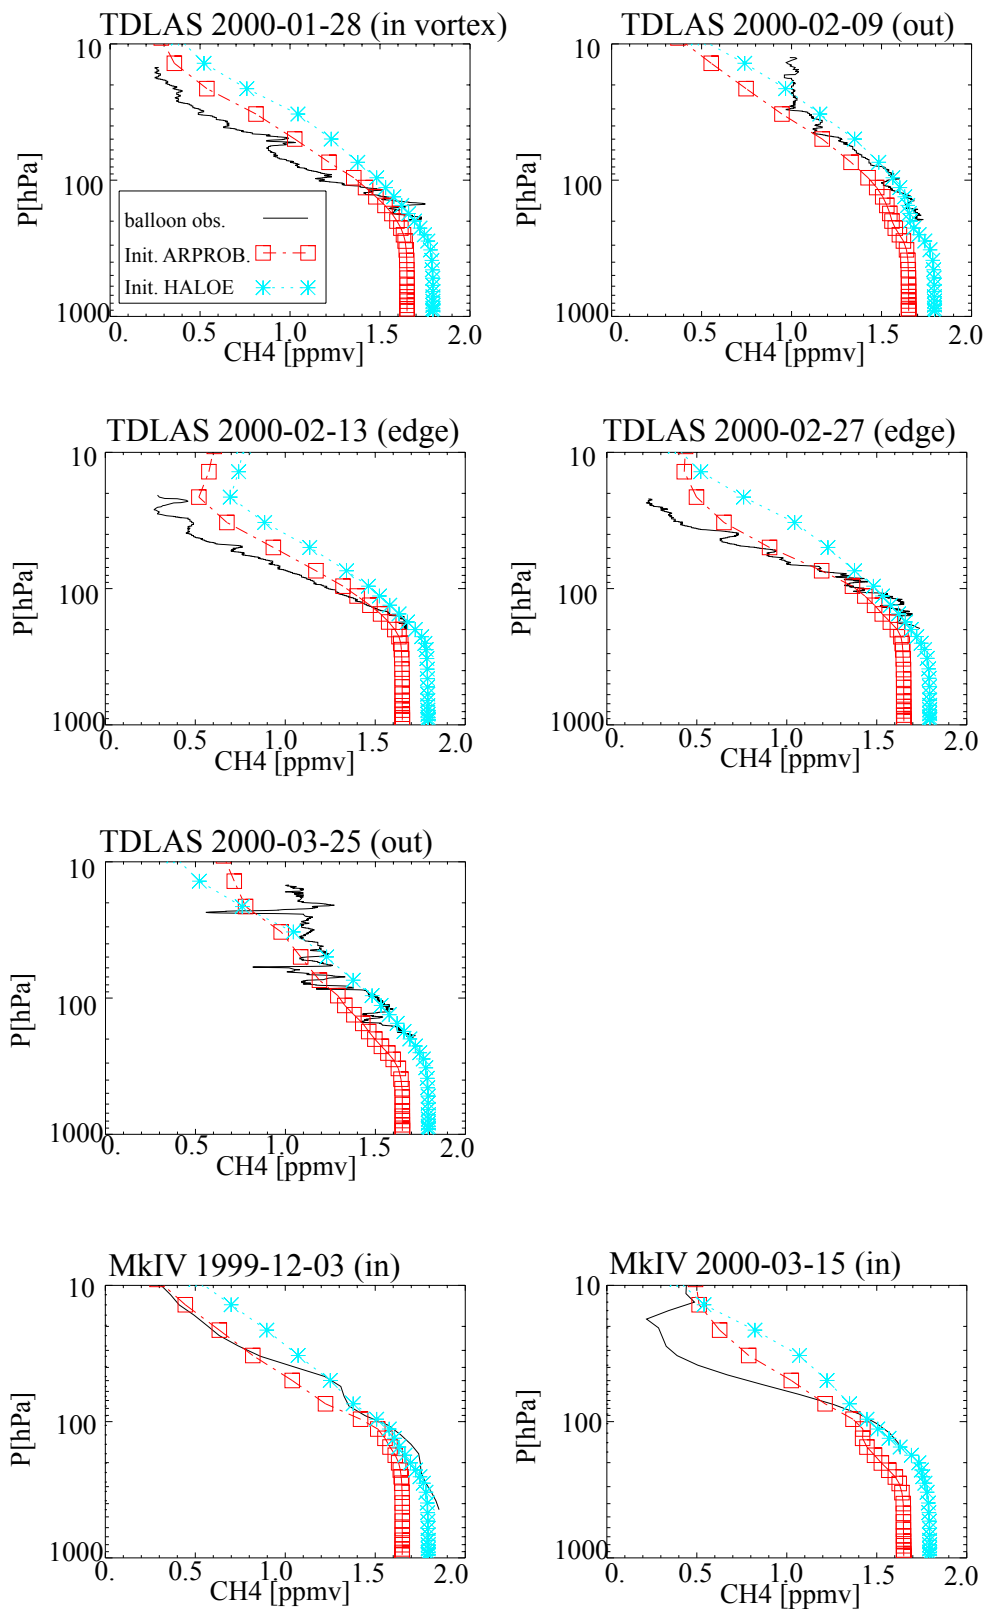 TDLAS 2000-01-28 (in vortex)
10
100
1000
P[hPa]
balloon obs.
Init. ARPROB.
Init. HALOE
0. 0.5 1.0 1.5 2.0
CH4 [ppmv]
TDLAS 2000-02-09 (out)
10
100
1000
P[hPa]
0. 0.5 1.0 1.5 2.0
CH4 [ppmv]
TDLAS 2000-02-13 (edge)
10
100
1000
P[hPa]
0. 0.5 1.0 1.5 2.0
CH4 [ppmv]
TDLAS 2000-02-27 (edge)
10
100
1000
P[hPa]
0. 0.5 1.0 1.5 2.0
CH4 [ppmv]
TDLAS 2000-03-25 (out)
10
100
1000
P[hPa]
0. 0.5 1.0 1.5 2.0
CH4 [ppmv]
MkIV 1999-12-03 (in)
10
100
1000
P[hPa]
0. 0.5 1.0 1.5 2.0
CH4 [ppmv]
MkIV 2000-03-15 (in)
10
100
1000
P[hPa]
0. 0.5 1.0 1.5 2.0
CH4 [ppmv]